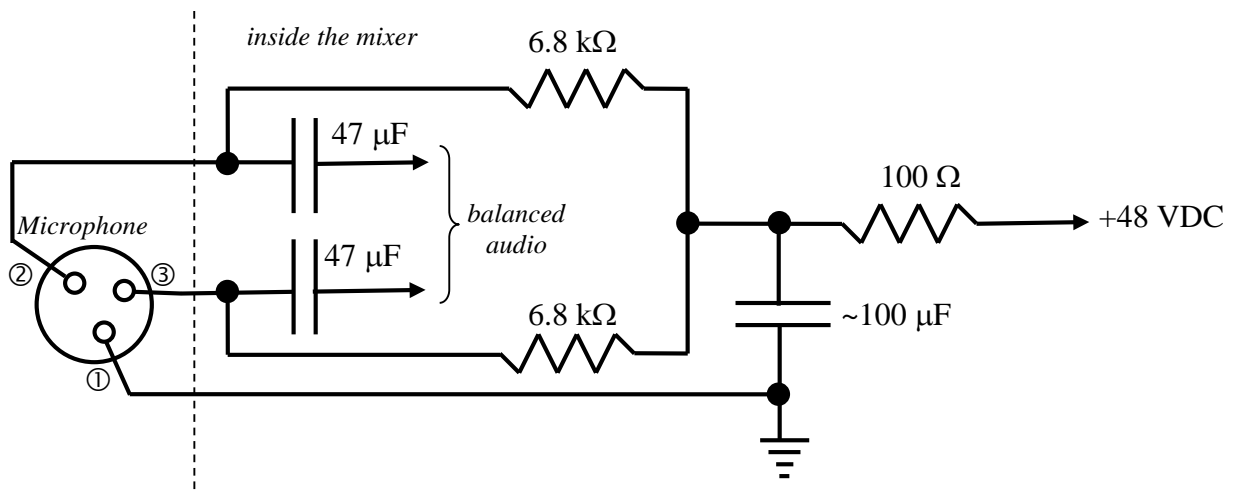 inside the mixer
6.8 kΩ
47 μF
100 Ω
+48 VDC
Microphone
balanced
audio
②
③
47 μF
6.8 kΩ
~100 μF
①